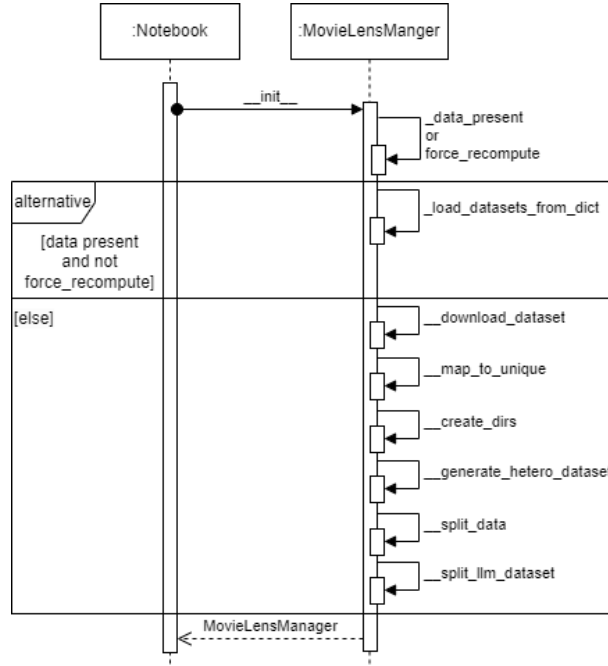 :Notebook
:MovieLensManger
__init__
_data_present
or
force_recompute
alternative
_load_datasets_from_dict
[data present
and not
force_recompute]
[else]
__download_dataset
__map_to_unique
__create_dirs
__generate_hetero_dataset
__split_data
__split_llm_dataset
MovieLensManager